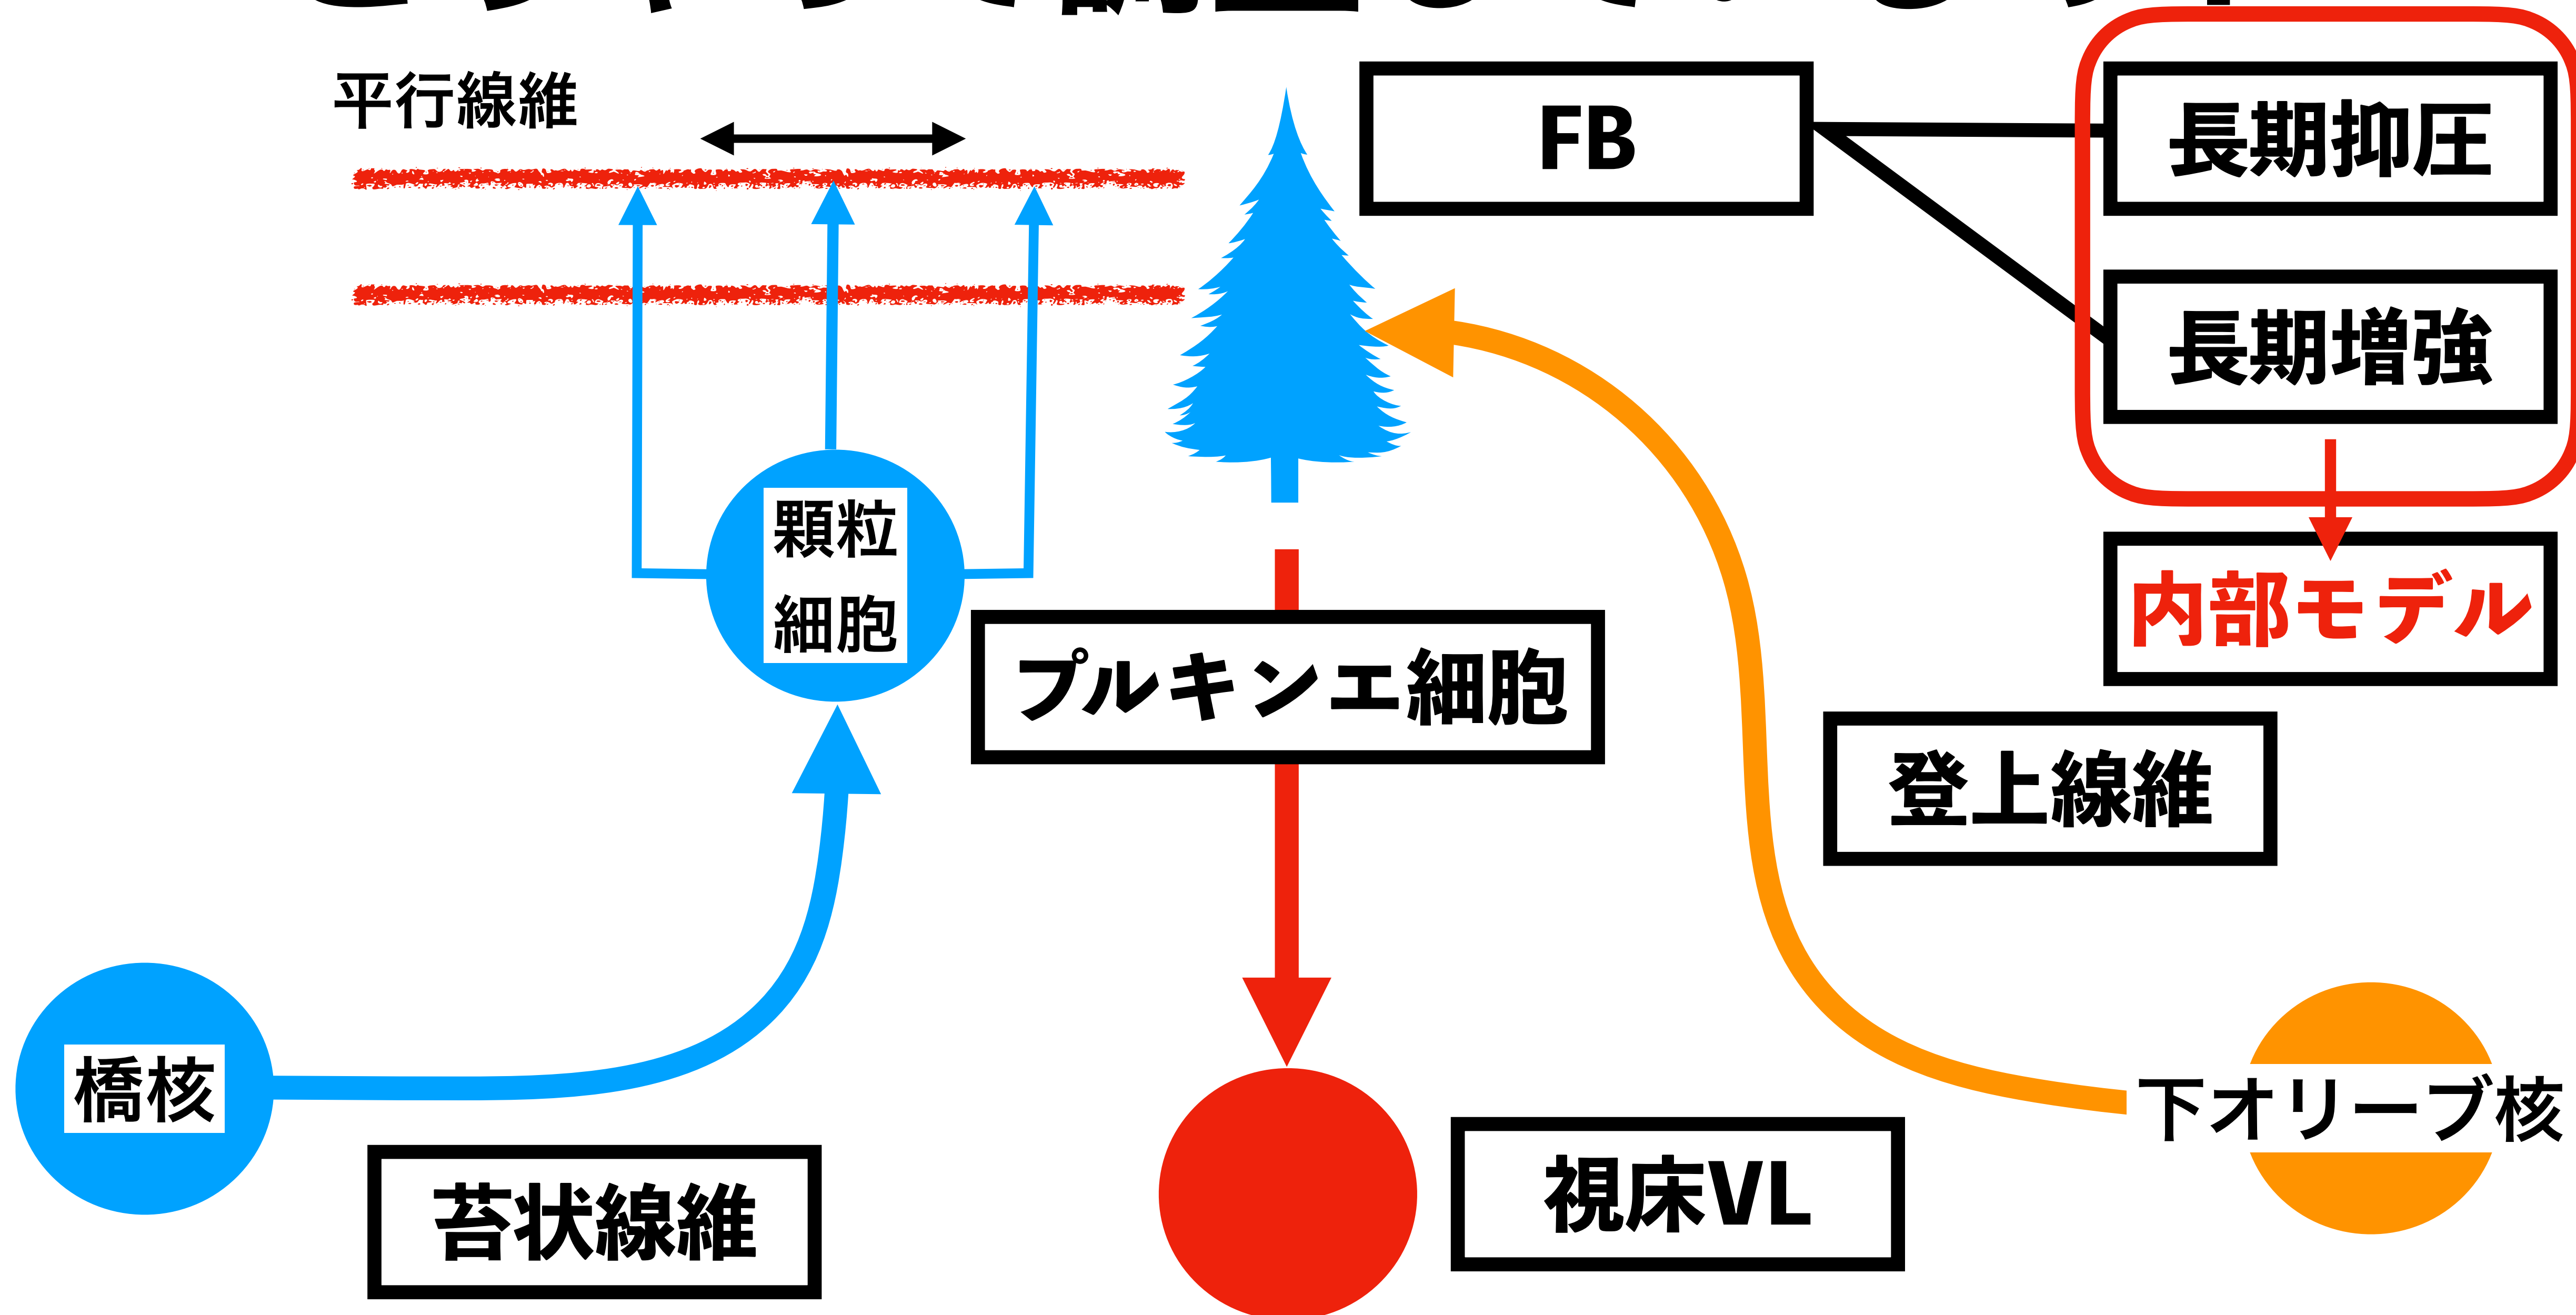 平行線維
FB
長期抑圧
長期増強
顆粒
細胞
内部モデル
プルキンエ細胞
登上線維
橋核
下オリーブ核
苔状線維
視床VL